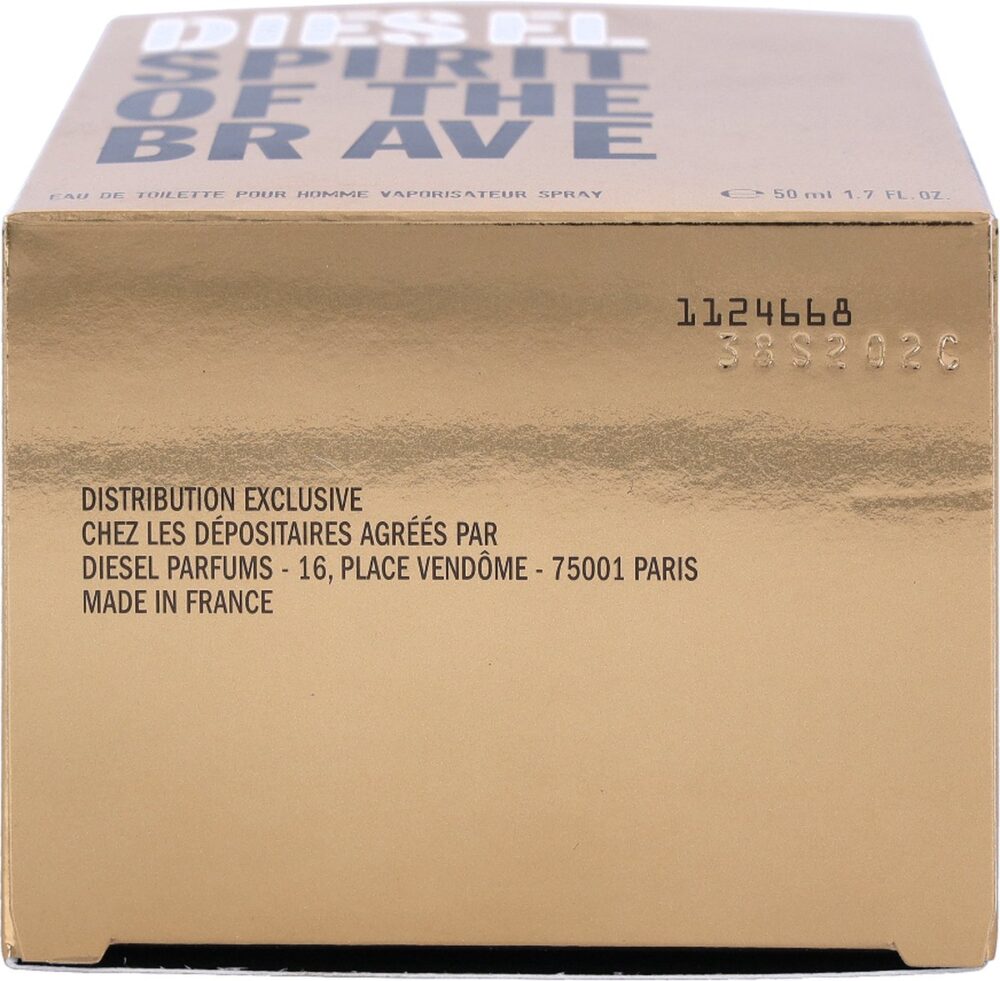 DIESEL
SPIRIT
OF THE
BRAVE
EAU DE TOILETTE POUR HOMME VAPORISATEUR SPRAY
℮ 50 ml 1.7 FL. OZ.
1124668
38S202C
DISTRIBUTION EXCLUSIVE
CHEZ LES DÉPOSITAIRES AGRÉÉS PAR
DIESEL PARFUMS - 16, PLACE VENDÔME - 75001 PARIS
MADE IN FRANCE